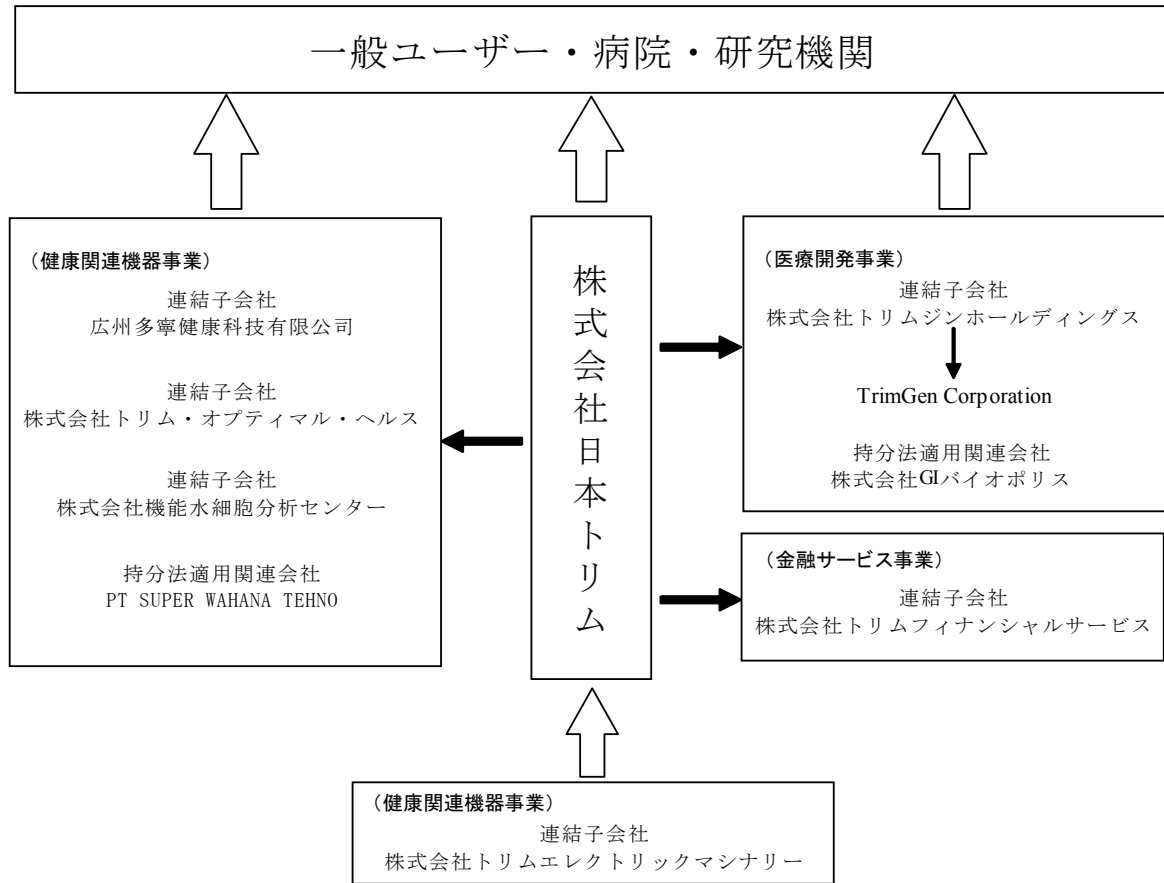 一般ユーザー・病院・研究機関
（健康関連機器事業）
連結子会社
広州多寧健康科技有限公司
連結子会社
株式会社トリム・オプティマル・ヘルス
連結子会社
株式会社機能水細胞分析センター
持分法適用関連会社
PT SUPER WAHANA TEHNO
株式会社日本トリム
（医療開発事業）
連結子会社
株式会社トリムジンホールディングス
TrimGen Corporation
持分法適用関連会社
株式会社GIバイオポリス
（金融サービス事業）
連結子会社
株式会社トリムフィナンシャルサービス
（健康関連機器事業）
連結子会社
株式会社トリムエレクトリックマシナリー